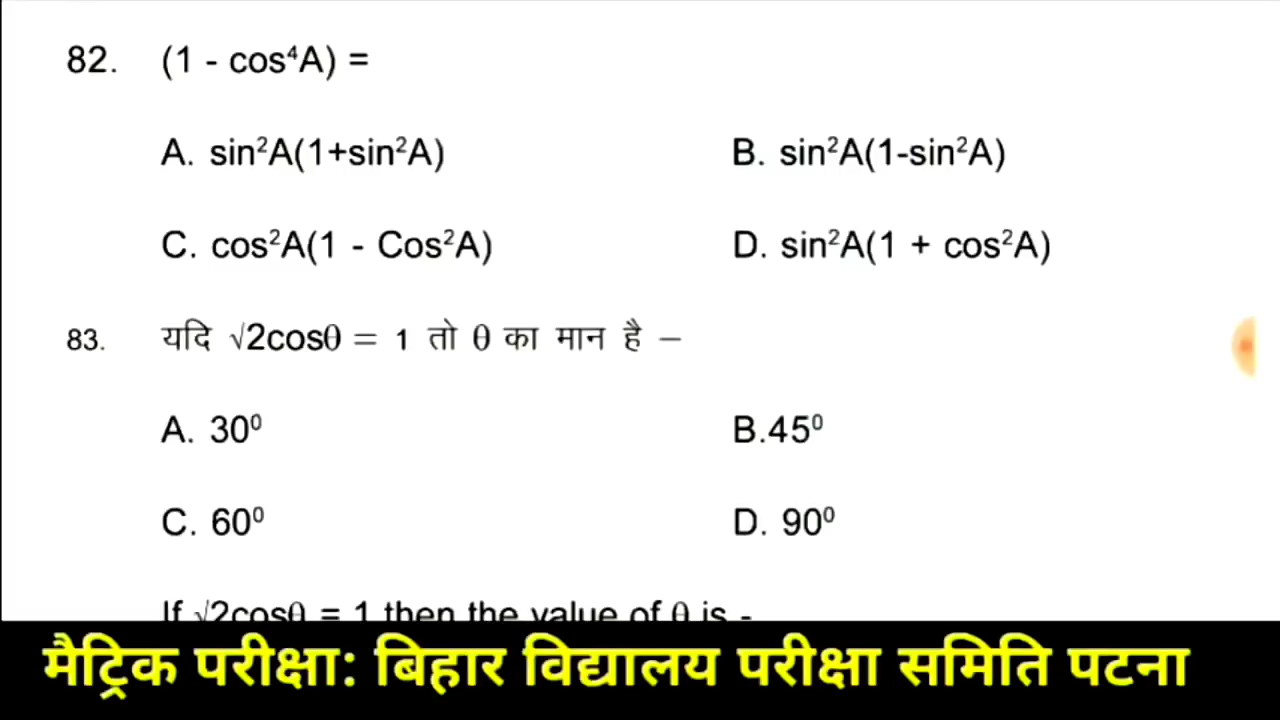 82. (1 - cos⁴A) =
A. sin²A(1+sin²A) B. sin²A(1-sin²A)
C. cos²A(1 - Cos²A) D. sin²A(1 + cos²A)
83. यदि √2cosθ = 1 तो θ का मान है –
A. 30⁰ B.45⁰
C. 60⁰ D. 90⁰
If √2cosθ = 1 then the value of θ is -
मैट्रिक परीक्षा: बिहार विद्यालय परीक्षा समिति पटना